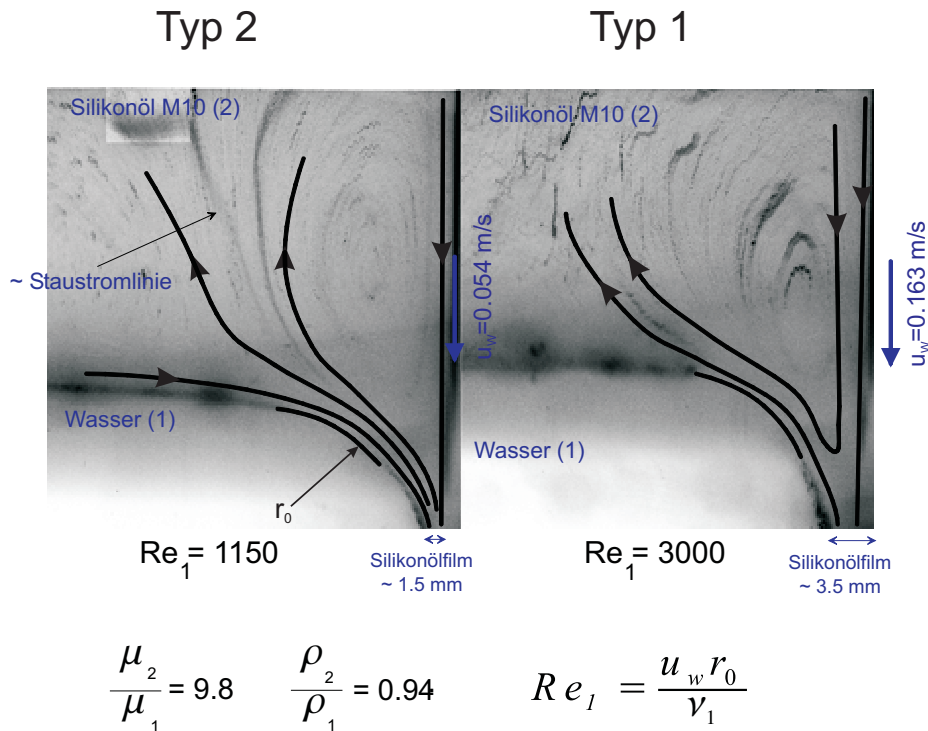 Typ 2
Typ 1
Silikonöl M10 (2)
Silikonöl M10 (2)
~ Staustromlihie
u_w=0.054 m/s
u_w=0.163 m/s
Wasser (1)
Wasser (1)
r_0
Re_1 = 1150
Silikonölfilm
~ 1.5 mm
Re_1 = 3000
Silikonölfilm
~ 3.5 mm
μ_2/μ_1 = 9.8
ρ_2/ρ_1 = 0.94
Re_1 = u_w r_0/ν_1